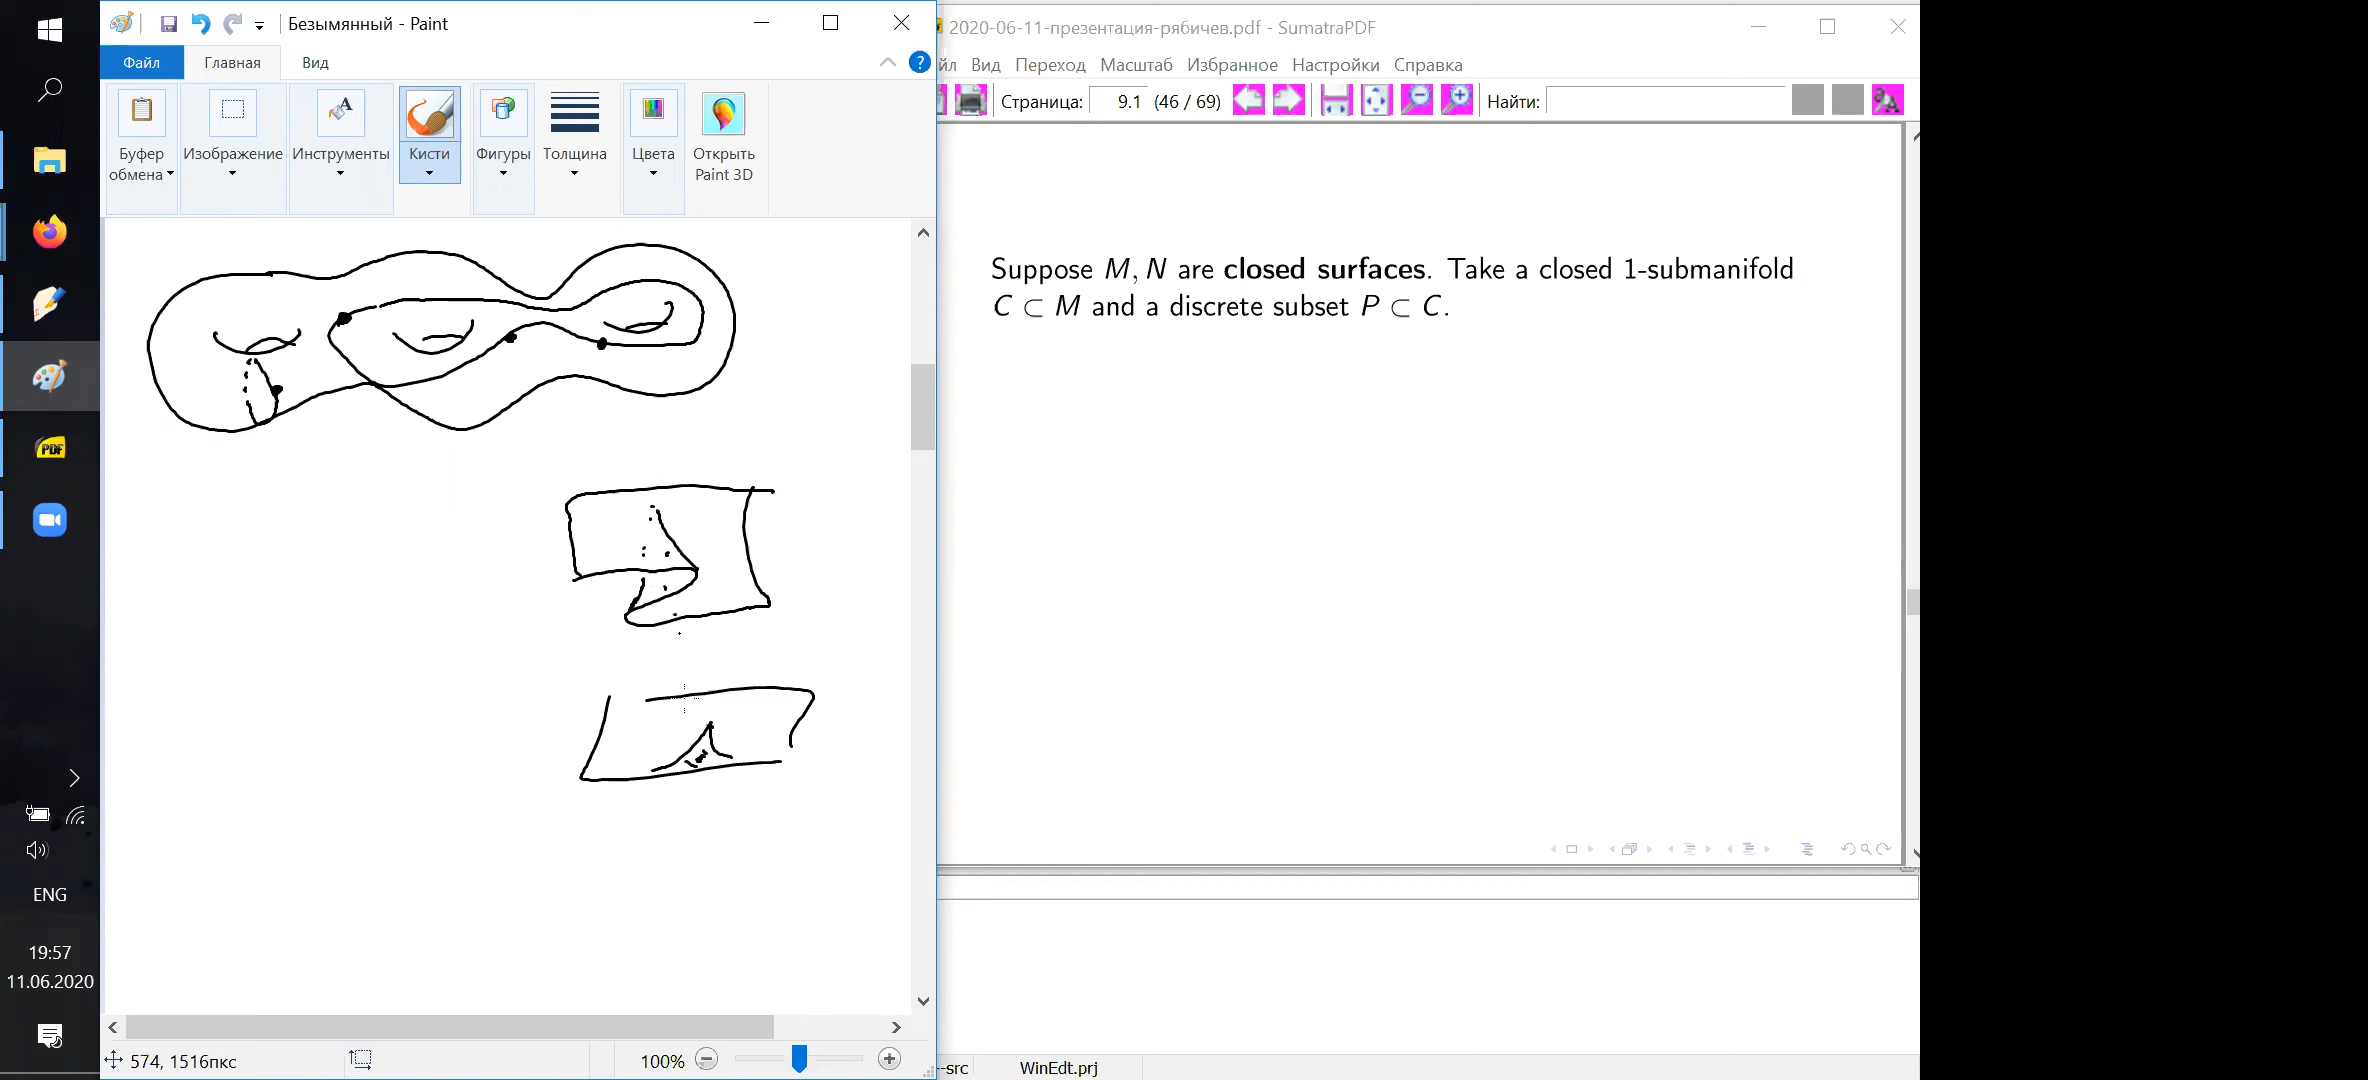 Безымянный - Paint
Файл
Главная
Вид
Буфер обмена
Изображение
Инструменты
Кисти
Фигуры
Толщина
Цвета
Открыть Paint 3D
PDF
ENG
19:57
11.06.2020
574, 1516пкс
100%
2020-06-11-презентация-рябичев.pdf - SumatraPDF
йл Вид Переход Масштаб Избранное Настройки Справка
Страница: 9.1 (46 / 69)
Найти:
Suppose M, N are closed surfaces. Take a closed 1-submanifold
C ⊂ M and a discrete subset P ⊂ C.
--src
WinEdt.prj